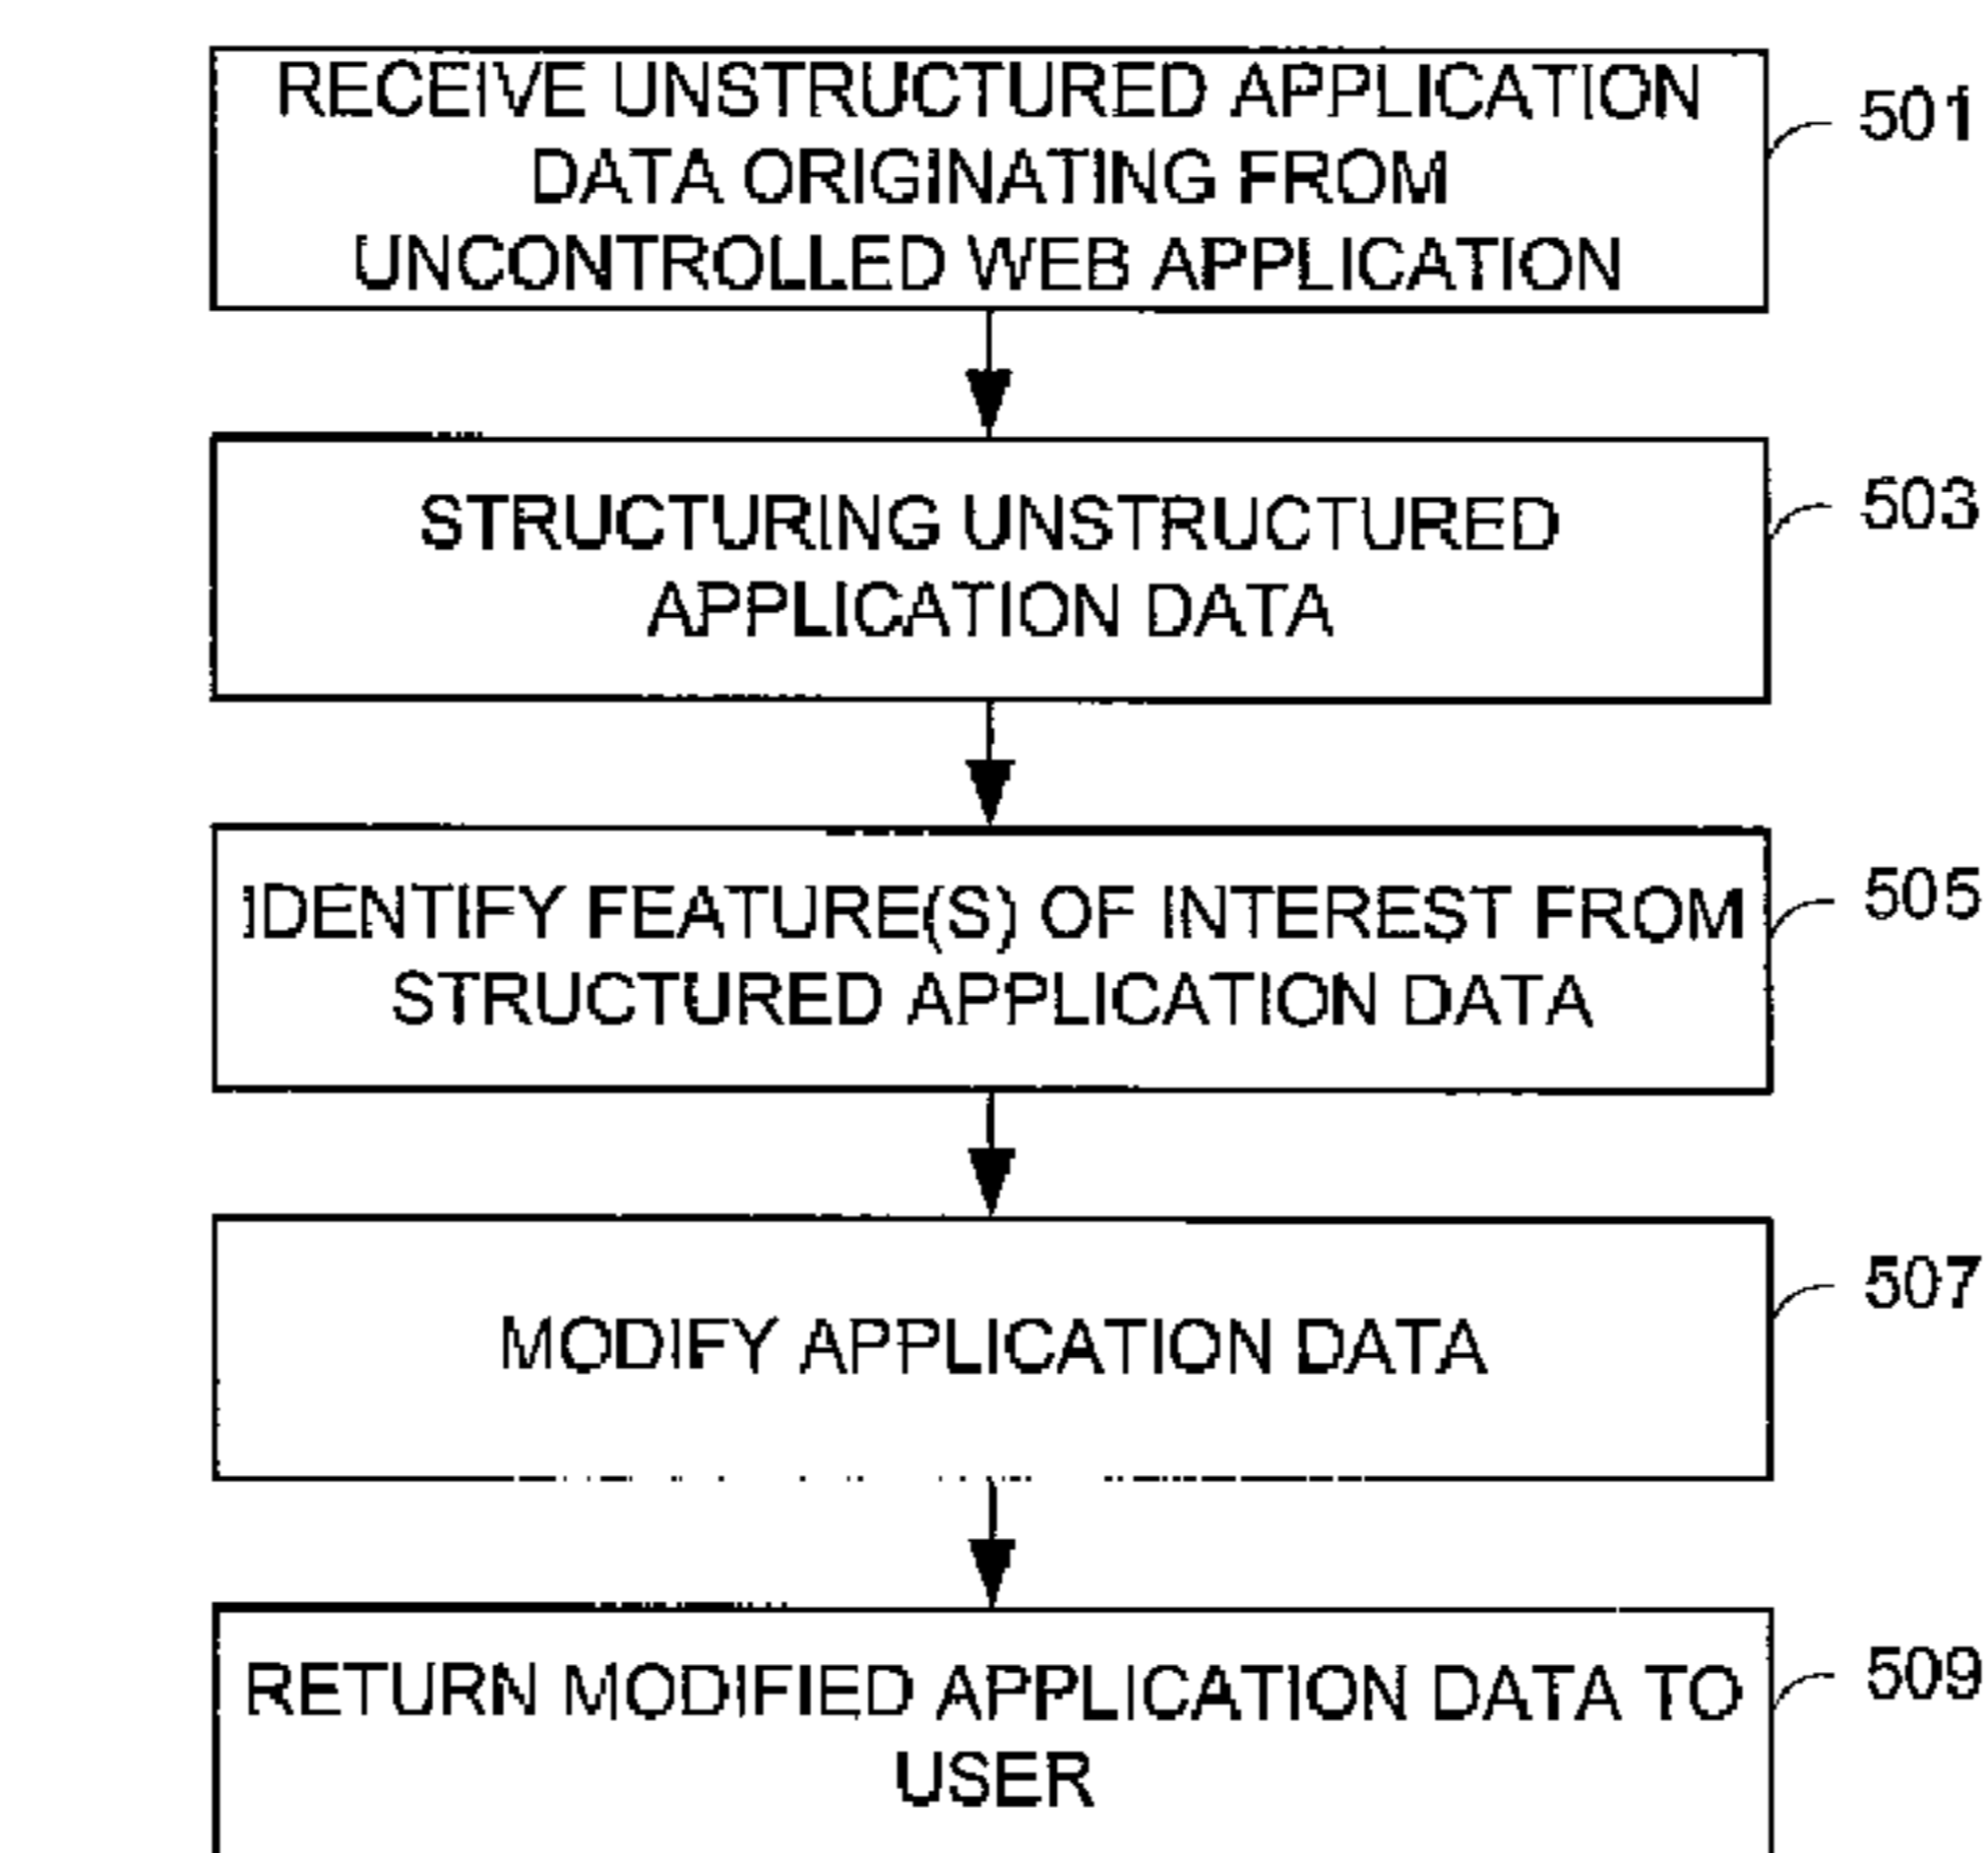 RECEIVE UNSTRUCTURED APPLICATION
DATA ORIGINATING FROM
UNCONTROLLED WEB APPLICATION
501
STRUCTURING UNSTRUCTURED
APPLICATION DATA
503
IDENTIFY FEATURE(S) OF INTEREST FROM
STRUCTURED APPLICATION DATA
505
MODIFY APPLICATION DATA
507
RETURN MODIFIED APPLICATION DATA TO
USER
509